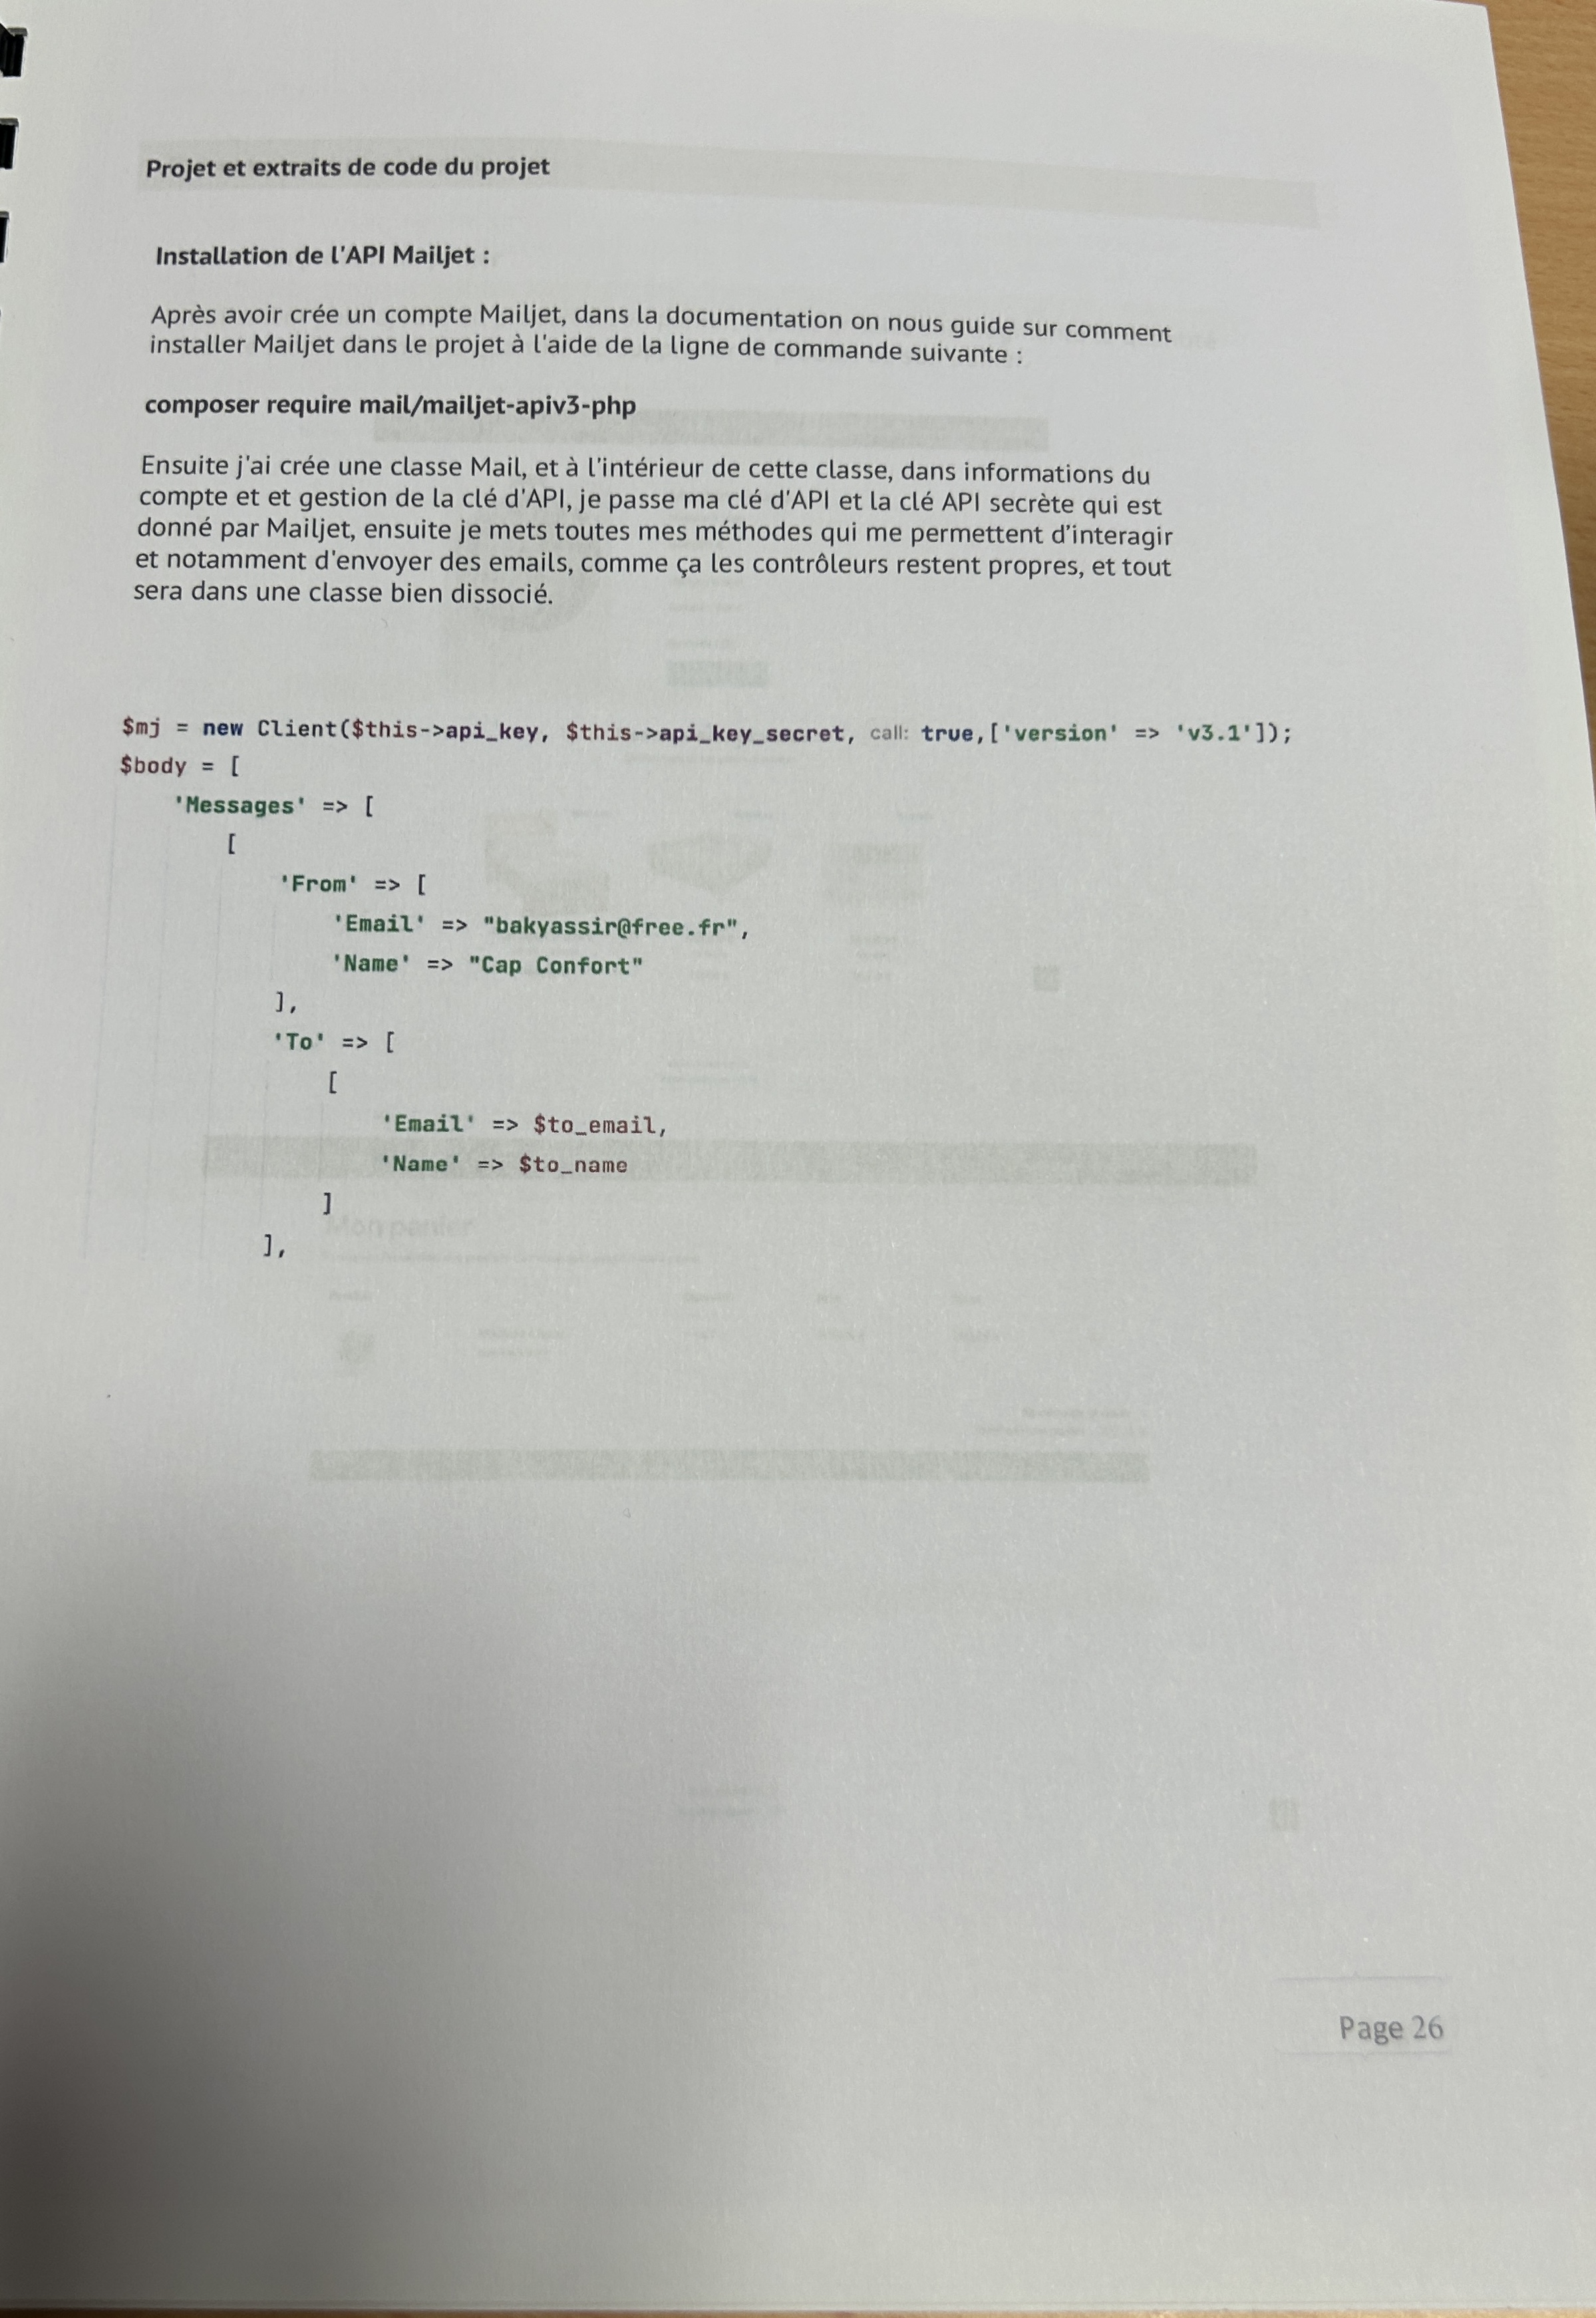 Projet et extraits de code du projet
Installation de l'API Mailjet :
Après avoir crée un compte Mailjet, dans la documentation on nous guide sur comment
installer Mailjet dans le projet à l'aide de la ligne de commande suivante :
composer require mail/mailjet-apiv3-php
Ensuite j'ai crée une classe Mail, et à l'intérieur de cette classe, dans informations du
compte et et gestion de la clé d'API, je passe ma clé d'API et la clé API secrète qui est
donné par Mailjet, ensuite je mets toutes mes méthodes qui me permettent d'interagir
et notamment d'envoyer des emails, comme ça les contrôleurs restent propres, et tout
sera dans une classe bien dissocié.
$mj = new Client($this->api_key, $this->api_key_secret, call: true,['version' => 'v3.1']);
$body = [
'Messages' => [
[
'From' => [
'Email' => "bakyassir@free.fr",
'Name' => "Cap Confort"
],
'To' => [
[
'Email' => $to_email,
'Name' => $to_name
]
],
Mon panier
Page 26